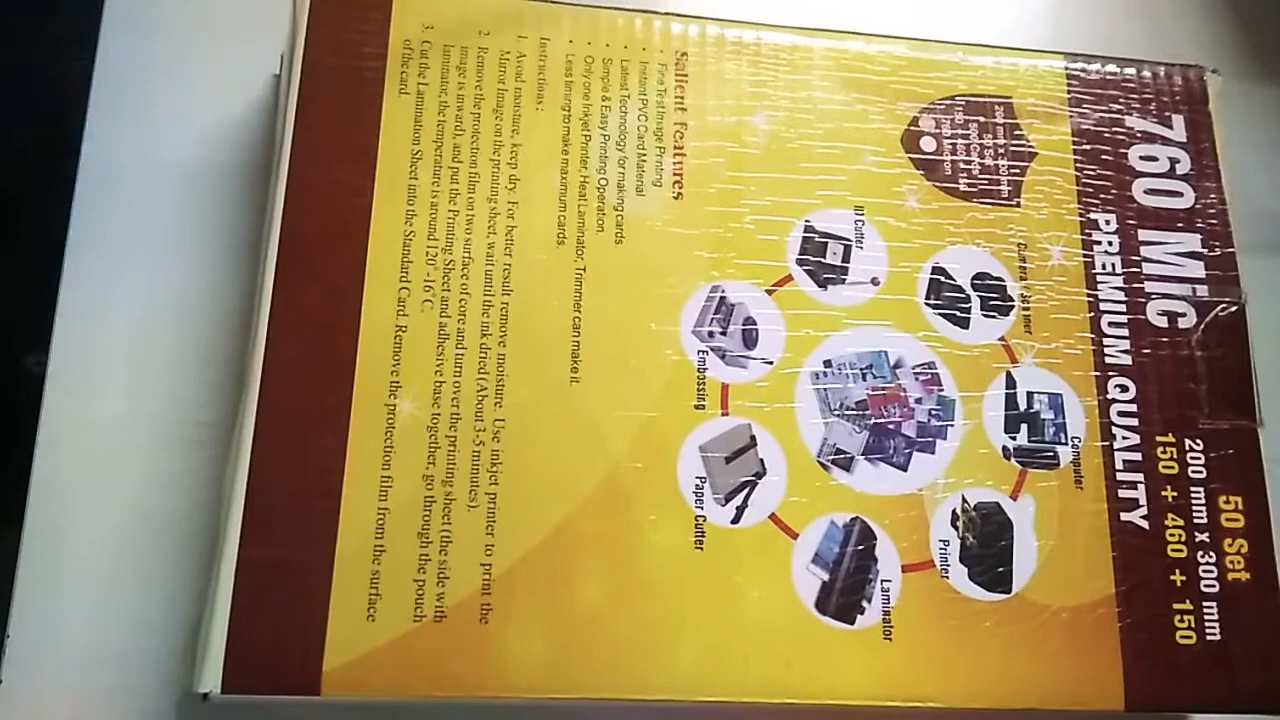 760 Mic
PREMIUM QUALITY
50 Set
200 mm x 300 mm
150 + 460 + 150
200 mm x 300 mm
50 Set
500 Cards
Camera / Scanner
Computer
Printer
Laminator
Paper Cutter
Embossing
ID Cutter
Salient Features
• Fine Test Image Printing
• Instant PVC Card Material
• Latest Technology for making cards
• Simple & Easy Printing Operation.
• Only one Inkjet Printer, Heat Laminator, Trimmer can make it.
• Less timing to make maximum cards.
Instructions :
1. Avoid moisture, keep dry. For better result remove moisture. Use inkjet printer to print the
Mirror Image on the printing sheet, wait until the ink dried (About 3-5 minutes).
2. Remove the protection film on two surface of core and turn over the printing sheet (the side with
image is inward), and put the Printing Sheet and adhesive base together, go through the pouch
laminator, the temperature is around 120°-16°C.
3. Cut the Lamination Sheet into the Standard Card. Remove the protection film from the surface
of the card.